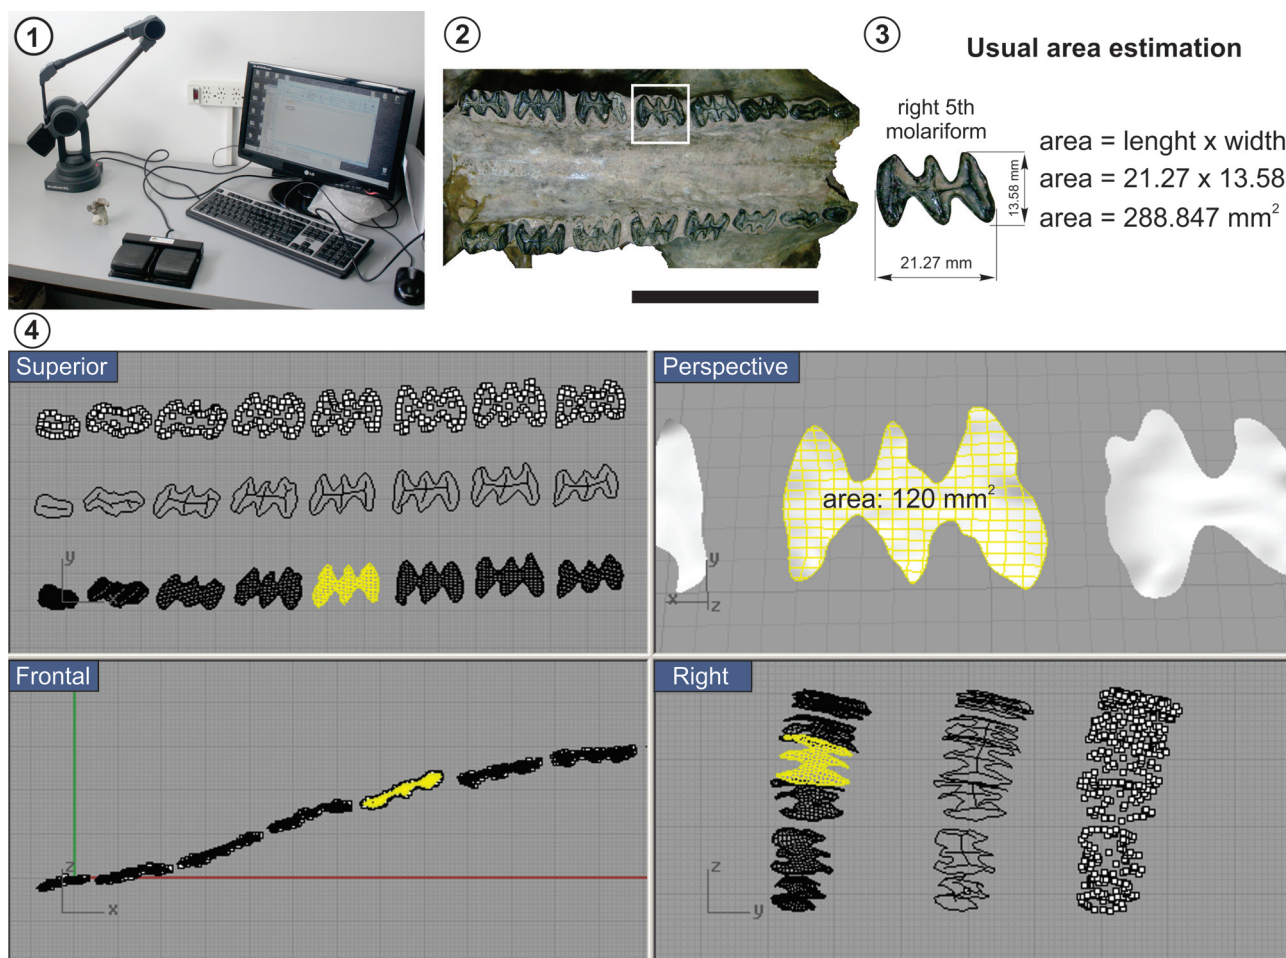 1
2
3
Usual area estimation
right 5th
molariform
area = lenght x width
area = 21.27 x 13.58
area = 288.847 mm²
13.58 mm
21.27 mm
LG
4
Superior
y
Perspective
area: 120 mm²
y
x
z
Frontal
z
x
Right
z
y